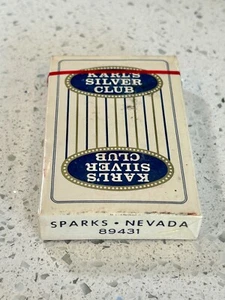 KARL'S
SILVER
CLUB
KARL'S
SILVER
CLUB
SPARKS • NEVADA
89431